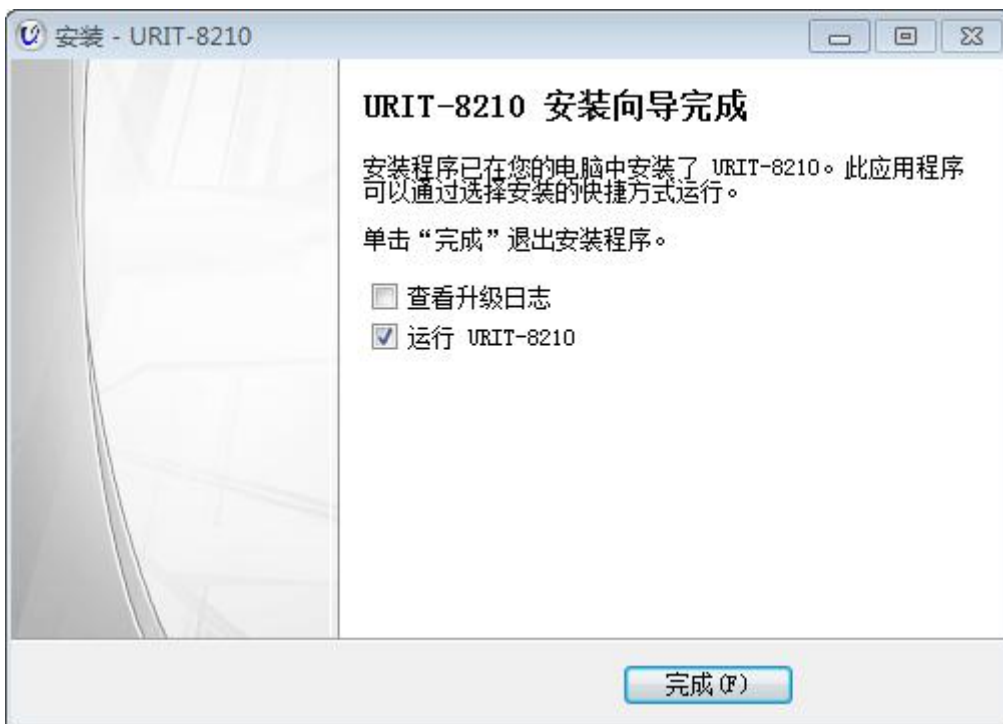 安装 - URIT-8210
URIT-8210 安装向导完成
安装程序已在您的电脑中安装了 URIT-8210。此应用程序
可以通过选择安装的快捷方式运行。
单击“完成”退出安装程序。
查看升级日志
运行 URIT-8210
完成(F)